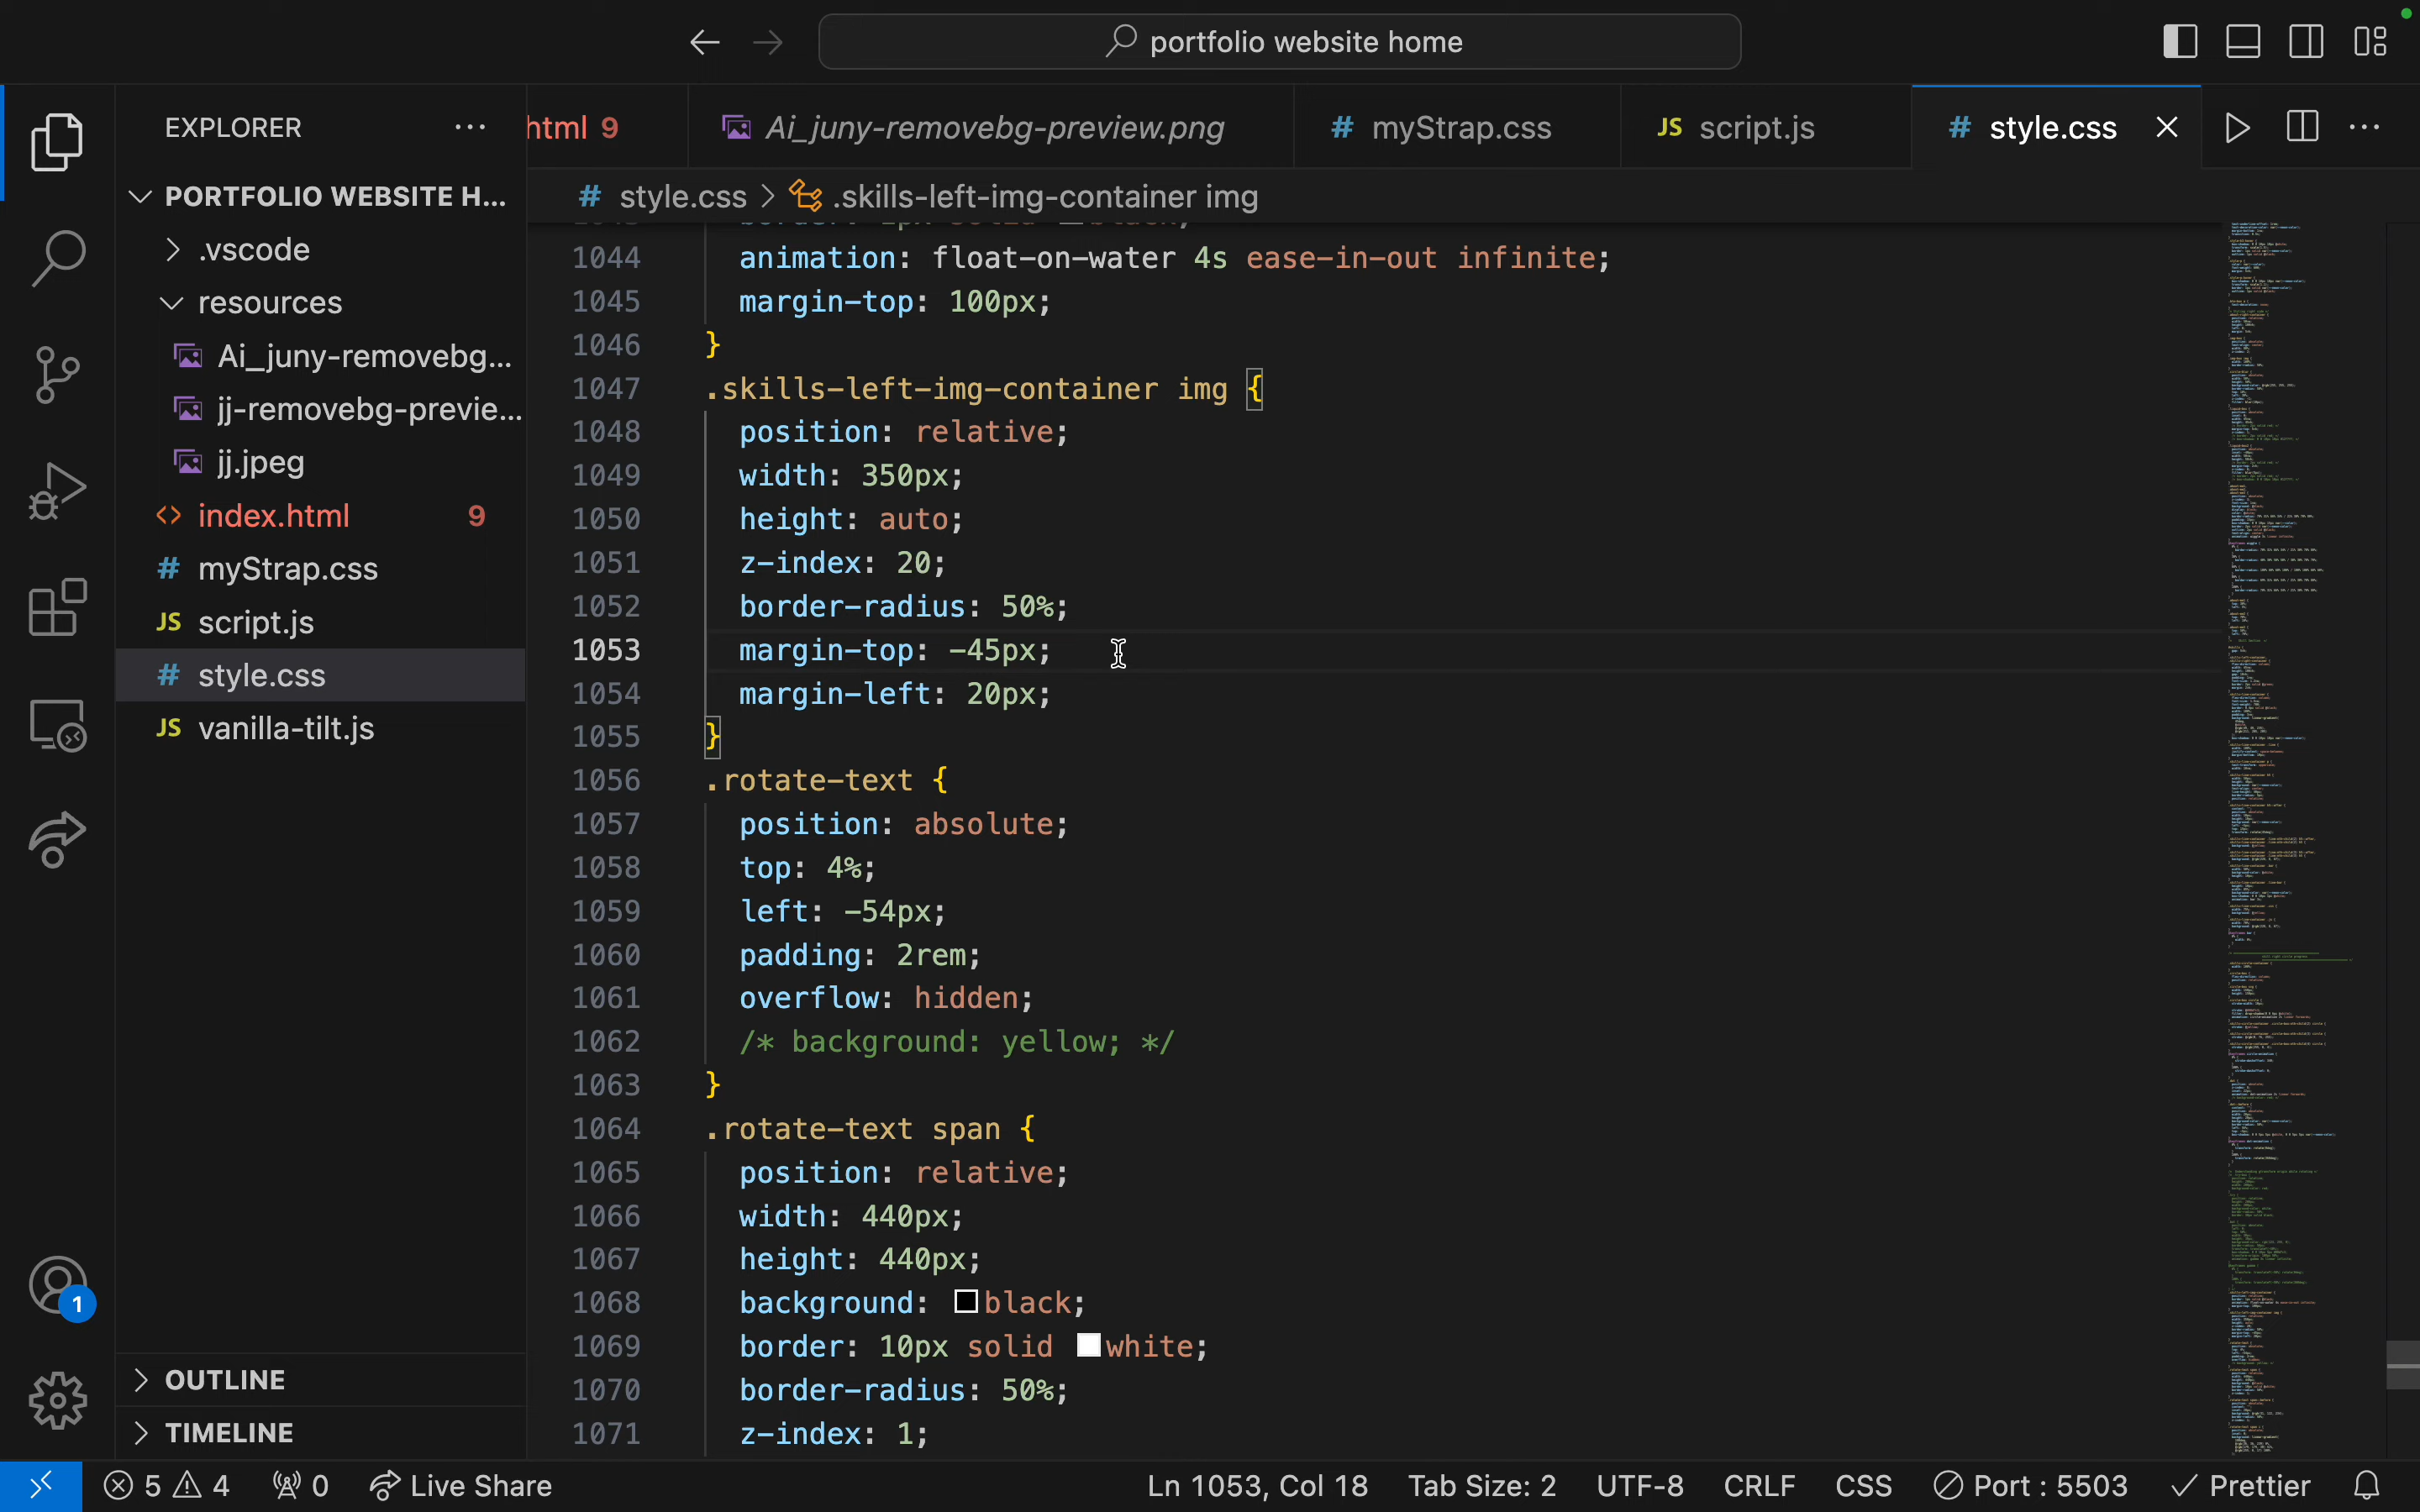 portfolio website home
EXPLORER
html 9
Ai_juny-removebg-preview.png
# myStrap.css
JS script.js
# style.css
PORTFOLIO WEBSITE H...
# style.css > .skills-left-img-container img
.vscode
resources
Ai_juny-removebg...
jj-removebg-previe...
jj.jpeg
<> index.html 9
# myStrap.css
JS script.js
# style.css
JS vanilla-tilt.js
1044 animation: float-on-water 4s ease-in-out infinite;
1045 margin-top: 100px;
1046 }
1047 .skills-left-img-container img {
1048 position: relative;
1049 width: 350px;
1050 height: auto;
1051 z-index: 20;
1052 border-radius: 50%;
1053 margin-top: -45px;
1054 margin-left: 20px;
1055 }
1056 .rotate-text {
1057 position: absolute;
1058 top: 4%;
1059 left: -54px;
1060 padding: 2rem;
1061 overflow: hidden;
1062 /* background: yellow; */
1063 }
1064 .rotate-text span {
1065 position: relative;
1066 width: 440px;
1067 height: 440px;
1068 background: black;
1069 border: 10px solid white;
1070 border-radius: 50%;
1071 z-index: 1;
1
OUTLINE
TIMELINE
5 4 0 Live Share
Ln 1053, Col 18 Tab Size: 2 UTF-8 CRLF CSS Port : 5503 Prettier